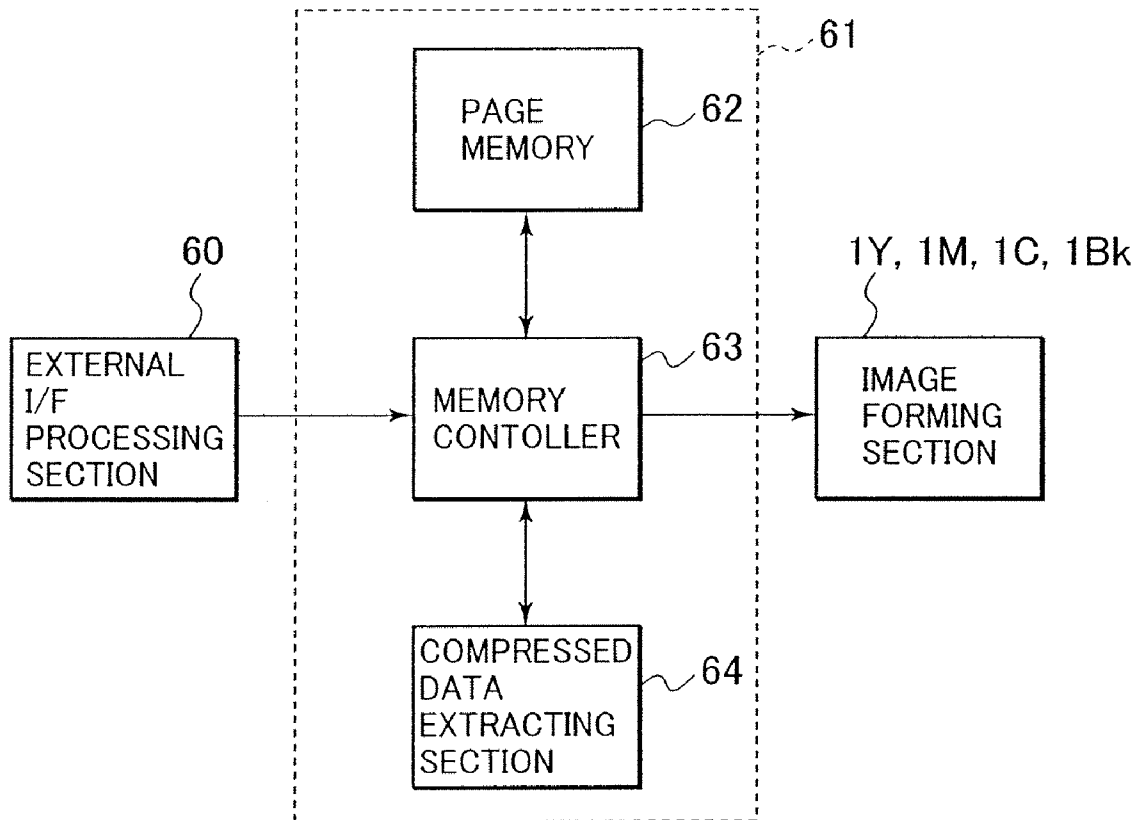 61
PAGE
MEMORY
62
60
1Y, 1M, 1C, 1Bk
EXTERNAL
I/F
PROCESSING
SECTION
MEMORY
CONTOLLER
63
IMAGE
FORMING
SECTION
COMPRESSED
DATA
EXTRACTING
SECTION
64